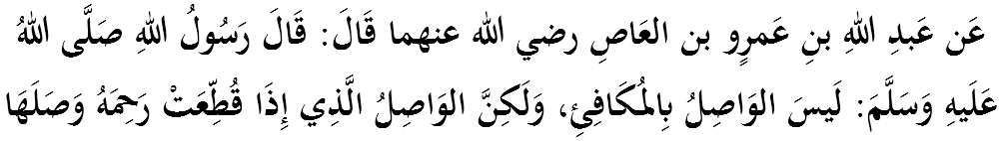 عَن عَبدِ اللهِ بنِ عَمرٍو بن العَاصِ رضي الله عنهما قَالَ: قَالَ رَسُولُ اللهِ صَلَّى اللهُ
عَلَيهِ وَسَلَّمَ: لَيسَ الوَاصِلُ بِالمُكَافِئِ، وَلَكِنَّ الوَاصِلُ الَّذِي إِذَا قُطِّعَتْ رَحِمَهُ وَصَلَهَا